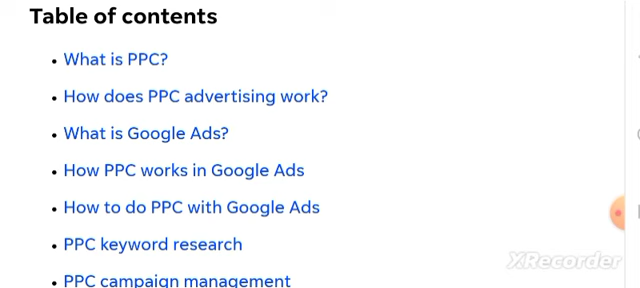 Table of contents
What is PPC?
How does PPC advertising work?
What is Google Ads?
How PPC works in Google Ads
How to do PPC with Google Ads
PPC keyword research
XRecorder
PPC campaign management